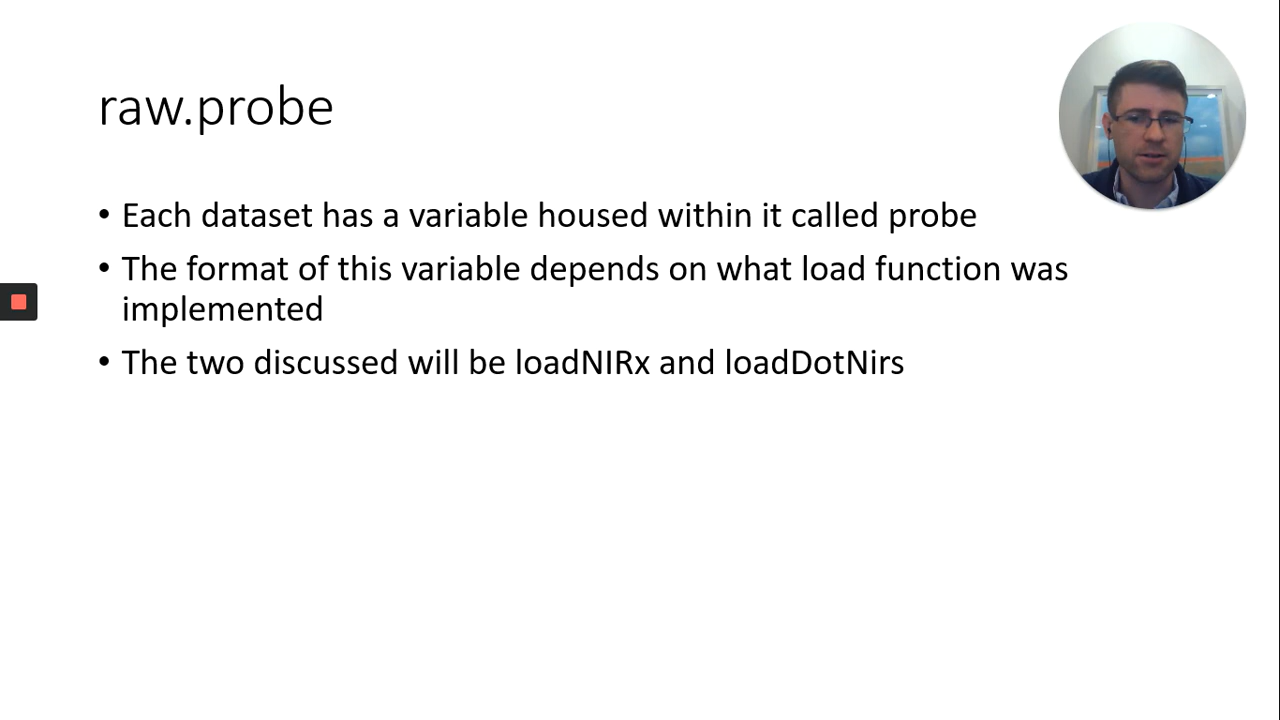 raw.probe
• Each dataset has a variable housed within it called probe
• The format of this variable depends on what load function was
implemented
• The two discussed will be loadNIRx and loadDotNirs